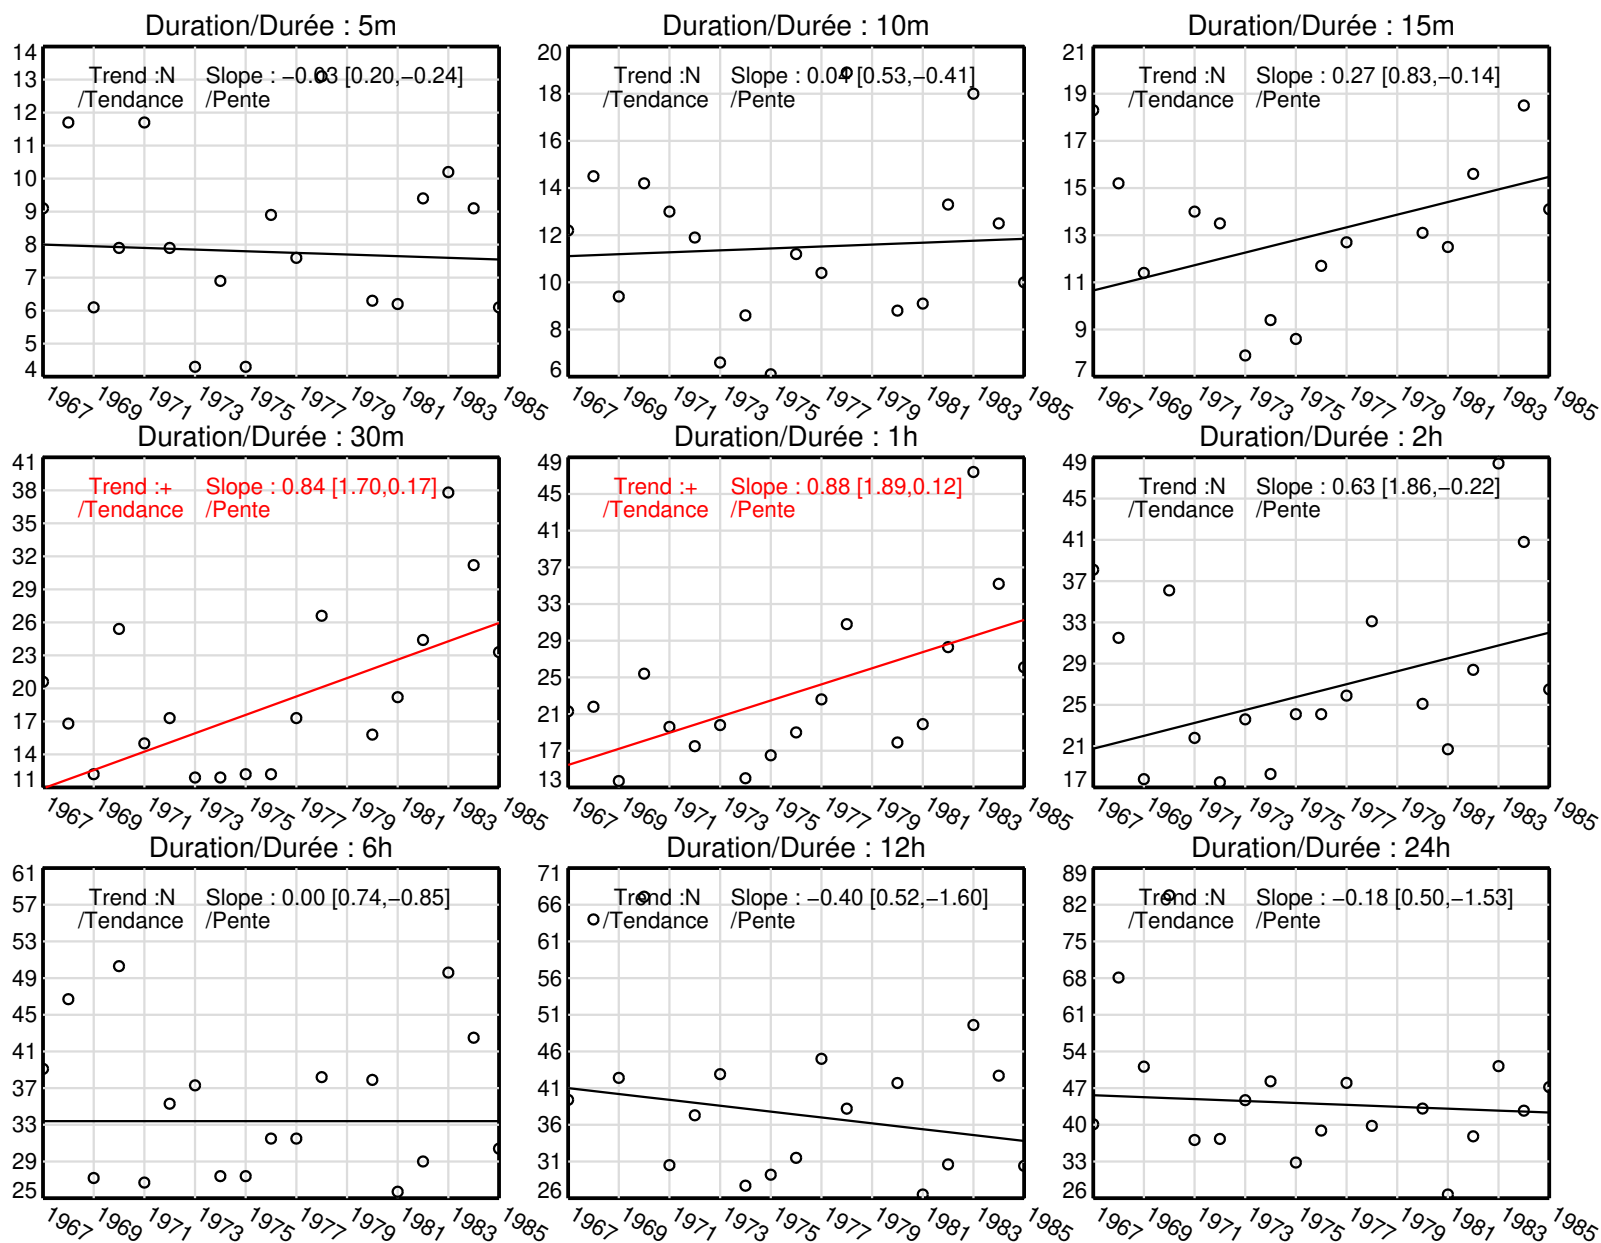 Duration/Durée : 5m
14
13
12
11
10
9
8
7
6
5
4
Trend :N Slope : −0.03 [0.20,−0.24]
/Tendance /Pente
1967 1969 1971 1973 1975 1977 1979 1981 1983 1985
Duration/Durée : 10m
20
18
16
14
12
10
8
6
Trend :N Slope : 0.04 [0.53,−0.41]
/Tendance /Pente
1967 1969 1971 1973 1975 1977 1979 1981 1983 1985
Duration/Durée : 15m
21
19
17
15
13
11
9
7
Trend :N Slope : 0.27 [0.83,−0.14]
/Tendance /Pente
1967 1969 1971 1973 1975 1977 1979 1981 1983 1985
Duration/Durée : 30m
41
38
35
32
29
26
23
20
17
14
11
Trend :+ Slope : 0.84 [1.70,0.17]
/Tendance /Pente
1967 1969 1971 1973 1975 1977 1979 1981 1983 1985
Duration/Durée : 1h
49
45
41
37
33
29
25
21
17
13
Trend :+ Slope : 0.88 [1.89,0.12]
/Tendance /Pente
1967 1969 1971 1973 1975 1977 1979 1981 1983 1985
Duration/Durée : 2h
49
45
41
37
33
29
25
21
17
Trend :N Slope : 0.63 [1.86,−0.22]
/Tendance /Pente
1967 1969 1971 1973 1975 1977 1979 1981 1983 1985
Duration/Durée : 6h
61
57
53
49
45
41
37
33
29
25
Trend :N Slope : 0.00 [0.74,−0.85]
/Tendance /Pente
1967 1969 1971 1973 1975 1977 1979 1981 1983 1985
Duration/Durée : 12h
71
66
61
56
51
46
41
36
31
26
Trend :N Slope : −0.40 [0.52,−1.60]
/Tendance /Pente
1967 1969 1971 1973 1975 1977 1979 1981 1983 1985
Duration/Durée : 24h
89
82
75
68
61
54
47
40
33
26
Trend :N Slope : −0.18 [0.50,−1.53]
/Tendance /Pente
1967 1969 1971 1973 1975 1977 1979 1981 1983 1985